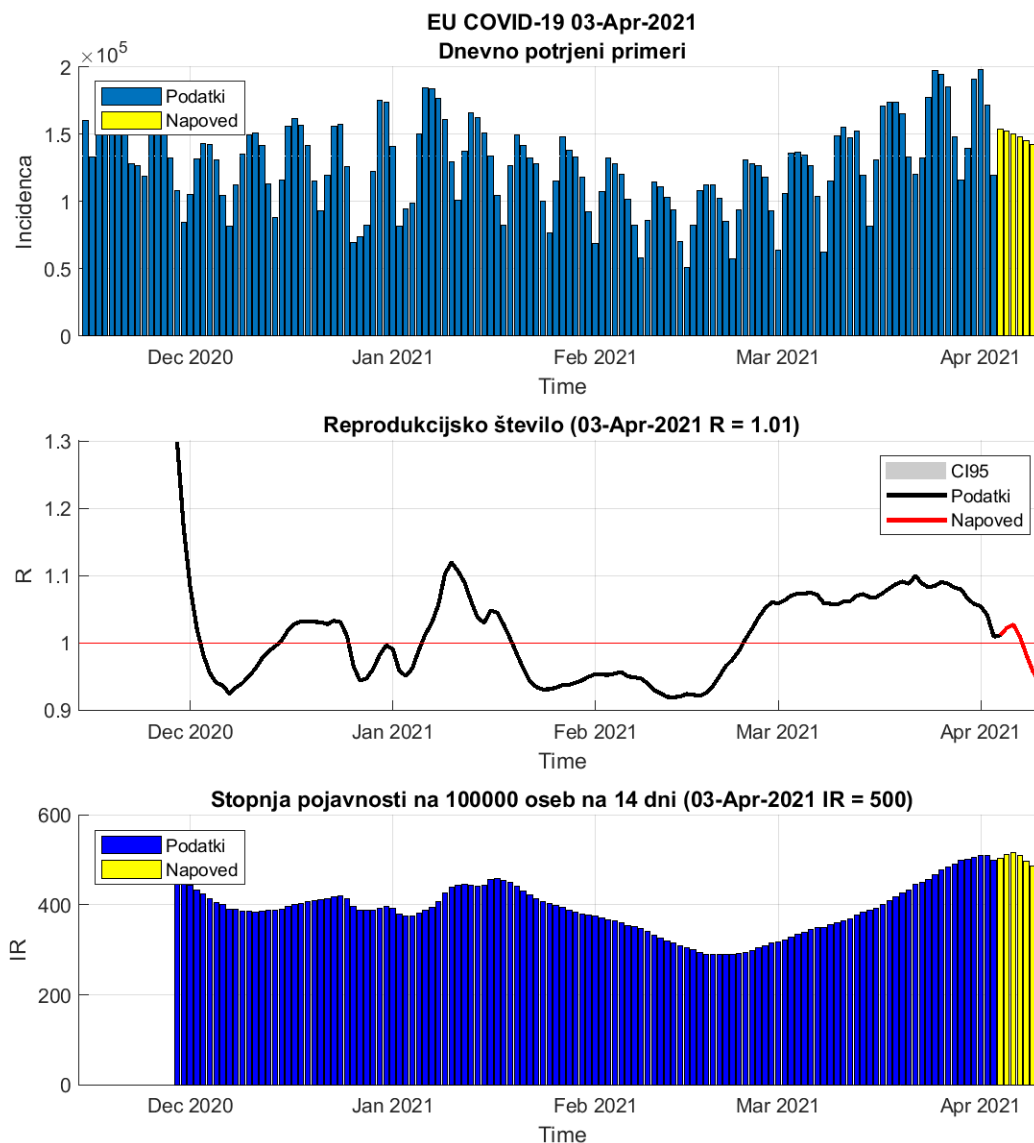 EU COVID-19 03-Apr-2021
Dnevno potrjeni primeri
×10^5
2
1.5
1
0.5
0
Incidenca
Podatki
Napoved
Dec 2020 Jan 2021 Feb 2021 Mar 2021 Apr 2021
Time
Reprodukcijsko število (03-Apr-2021 R = 1.01)
1.3
1.2
1.1
1
0.9
R
CI95
Podatki
Napoved
Dec 2020 Jan 2021 Feb 2021 Mar 2021 Apr 2021
Time
Stopnja pojavnosti na 100000 oseb na 14 dni (03-Apr-2021 IR = 500)
600
400
200
0
IR
Podatki
Napoved
Dec 2020 Jan 2021 Feb 2021 Mar 2021 Apr 2021
Time